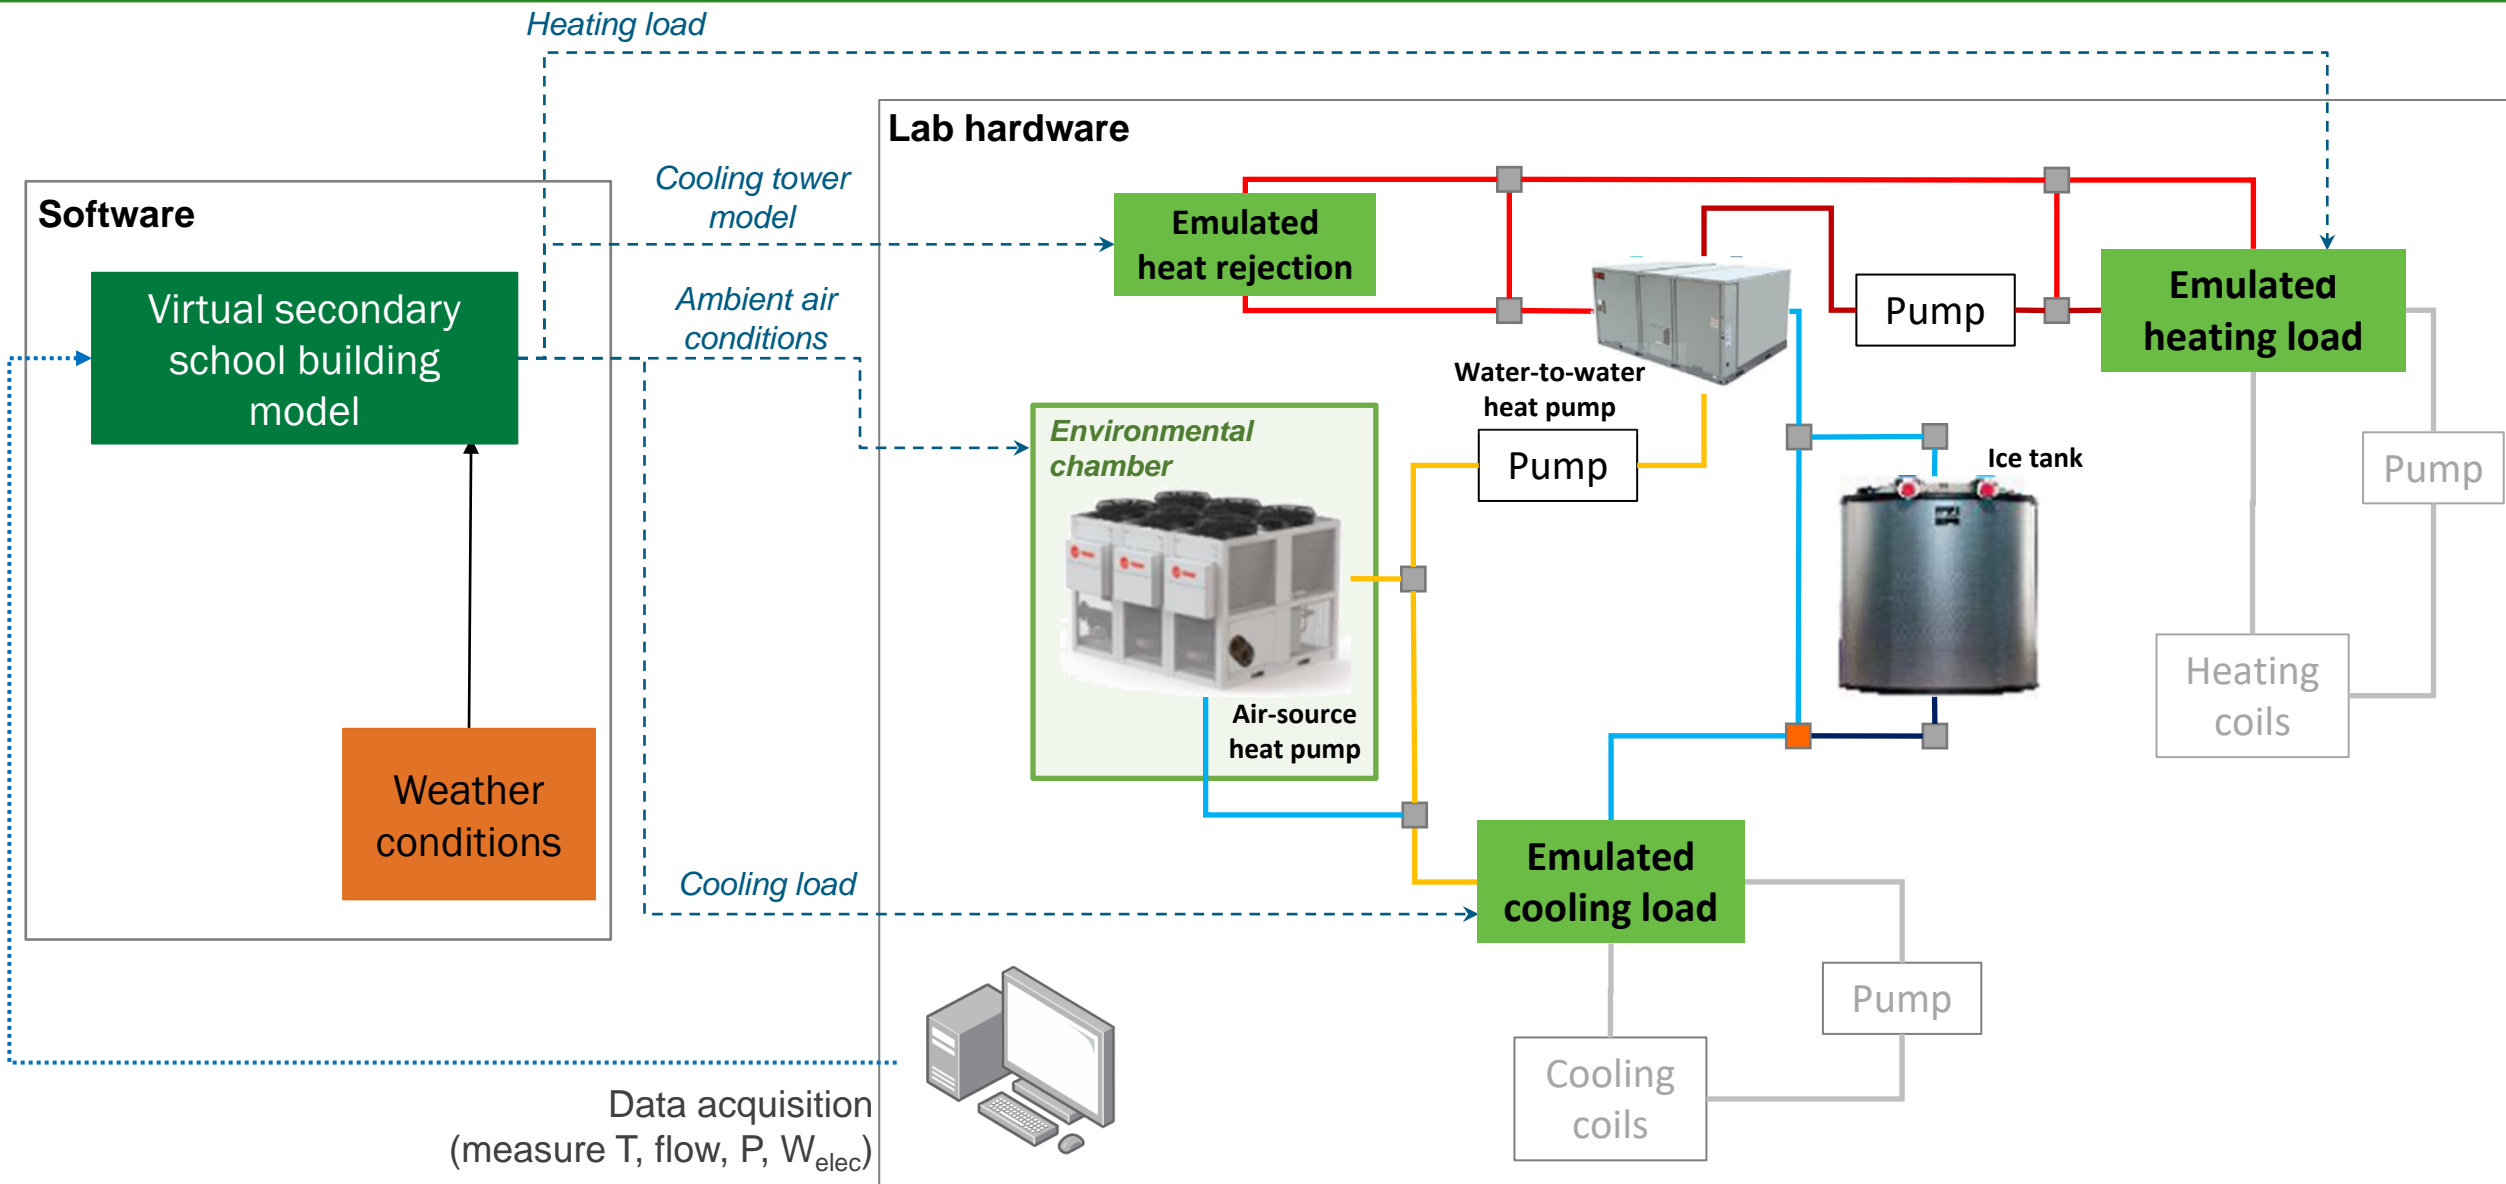 Heating load
Lab hardware
Software
Cooling tower
model
Emulated
heat rejection
Virtual secondary
school building
model
Ambient air
conditions
Pump
Emulated
heating load
Water-to-water
heat pump
Environmental
chamber
Pump
Ice tank
Pump
Heating
coils
Air-source
heat pump
Weather
conditions
Cooling load
Emulated
cooling load
Pump
Cooling
coils
Data acquisition
(measure T, flow, P, Welec)